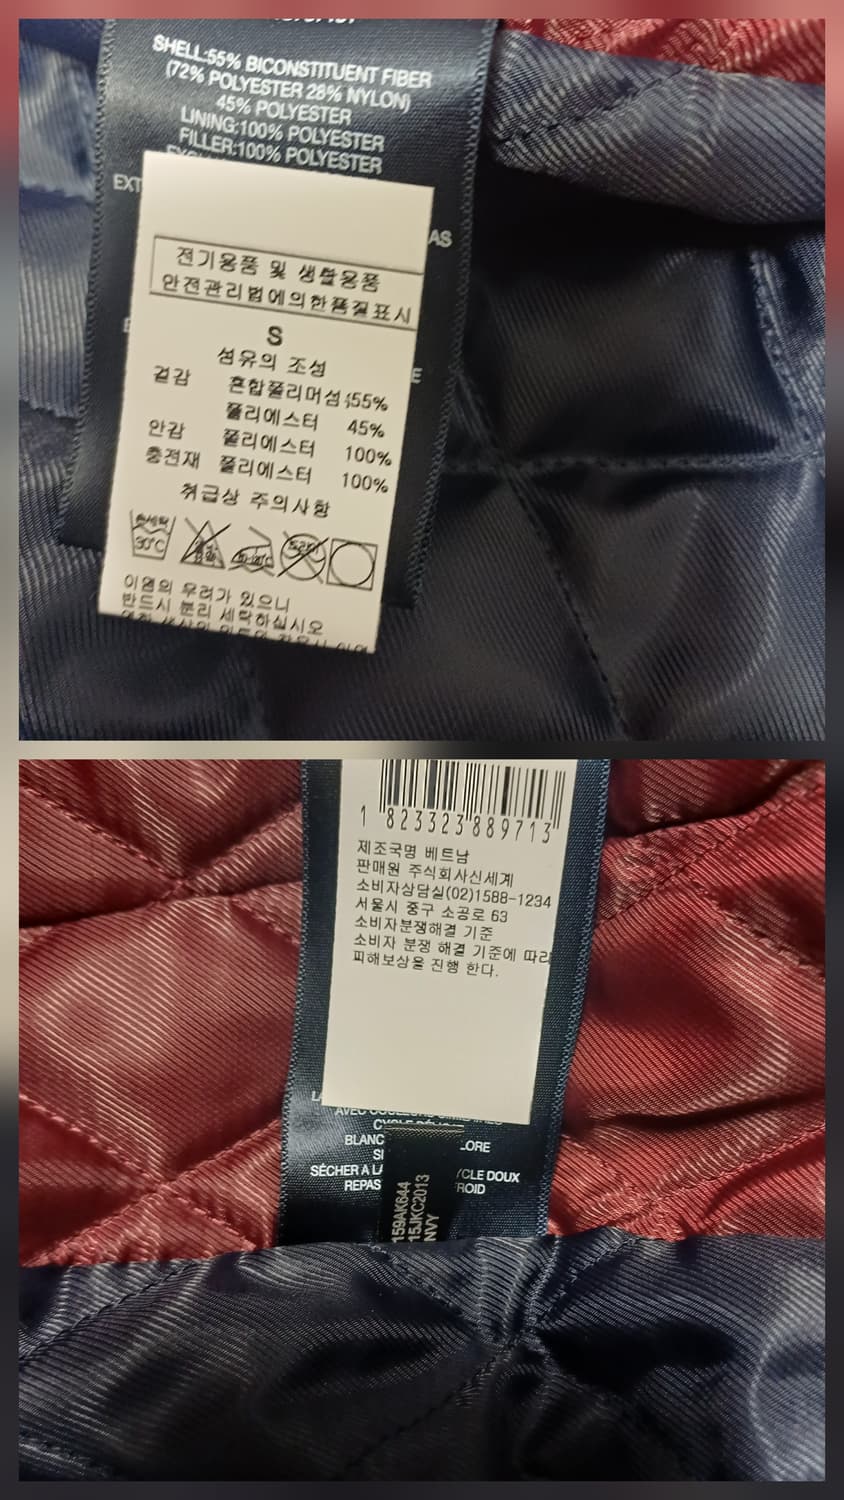 SHELL:55% BICONSTITUENT FIBER
(72% POLYESTER 28% NYLON)
45% POLYESTER
LINING:100% POLYESTER
FILLER:100% POLYESTER
EXT
AS
전기용품 및 생활용품
안전관리법에의한품질표시
S
섬유의 조성
겉감 혼합폴리머섬 55%
폴리에스터 45%
안감 폴리에스터 100%
충전재 폴리에스터 100%
취급상 주의사항
30°C
이염의 우려가 있으니
반드시 분리 세탁하십시오
1 823323 889713
제조국명 베트남
판매원 주식회사신세계
소비자상담실(02)1588-1234
서울시 중구 소공로 63
소비자분쟁해결 기준
소비자 분쟁 해결 기준에 따라
피해보상을 진행 한다.
BLANC LORE
SÉCHER À LA YCLE DOUX
REPAS ROID
159AK644
15JKC2013
NVY